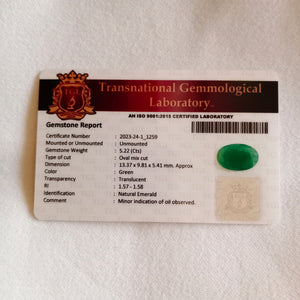 TGL
Transnational Gemmological
Laboratory
AN ISO 9001:2015 CERTIFIED LABORATORY
Gemstone Report
Certificate Number : 2023-24-1_1259
Mounted or Unmounted : Unmounted
Gemstone Weight : 5.22 (Cts)
Type of cut : Oval mix cut
Dimension : 13.37 x 9.81 x 5.41 mm. Approx
Color : Green
Transparency : Translucent
RI : 1.57 - 1.58
Identification : Natural Emerald
Comment : Minor indication of oil observed.